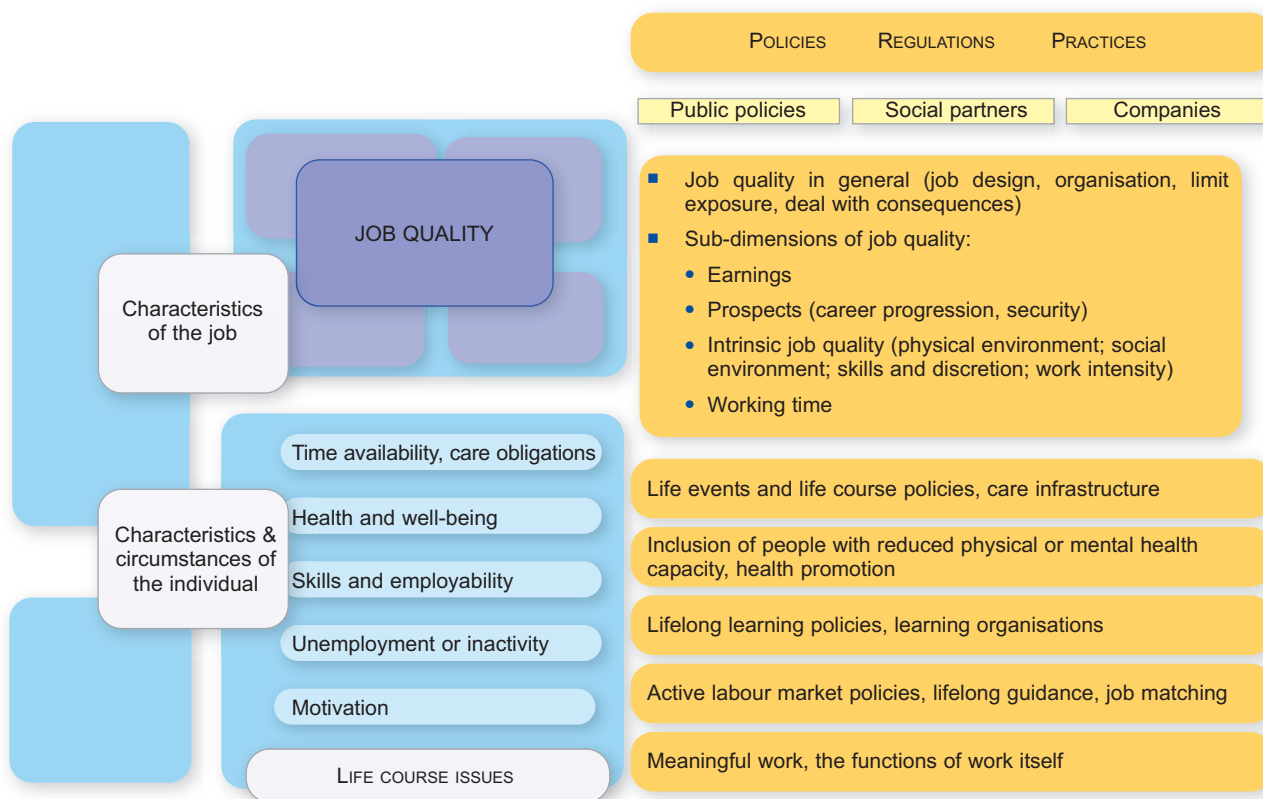 POLICIES REGULATIONS PRACTICES
Public policies
Social partners
Companies
JOB QUALITY
Characteristics
of the job
Job quality in general (job design, organisation, limit
exposure, deal with consequences)
Sub-dimensions of job quality:
Earnings
Prospects (career progression, security)
Intrinsic job quality (physical environment; social
environment; skills and discretion; work intensity)
Working time
Characteristics &
circumstances of
the individual
Time availability, care obligations
Health and well-being
Skills and employability
Unemployment or inactivity
Motivation
LIFE COURSE ISSUES
Life events and life course policies, care infrastructure
Inclusion of people with reduced physical or mental health
capacity, health promotion
Lifelong learning policies, learning organisations
Active labour market policies, lifelong guidance, job matching
Meaningful work, the functions of work itself